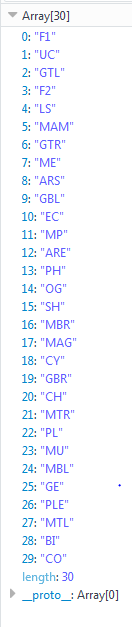 Array[30]
0: "F1"
1: "UC"
2: "GTL"
3: "F2"
4: "LS"
5: "MAM"
6: "GTR"
7: "ME"
8: "ARS"
9: "GBL"
10: "EC"
11: "MP"
12: "ARE"
13: "PH"
14: "OG"
15: "SH"
16: "MBR"
17: "MAG"
18: "CY"
19: "GBR"
20: "CH"
21: "MTR"
22: "PL"
23: "MU"
24: "MBL"
25: "GE"
26: "PLE"
27: "MTL"
28: "BI"
29: "CO"
length: 30
__proto__: Array[0]